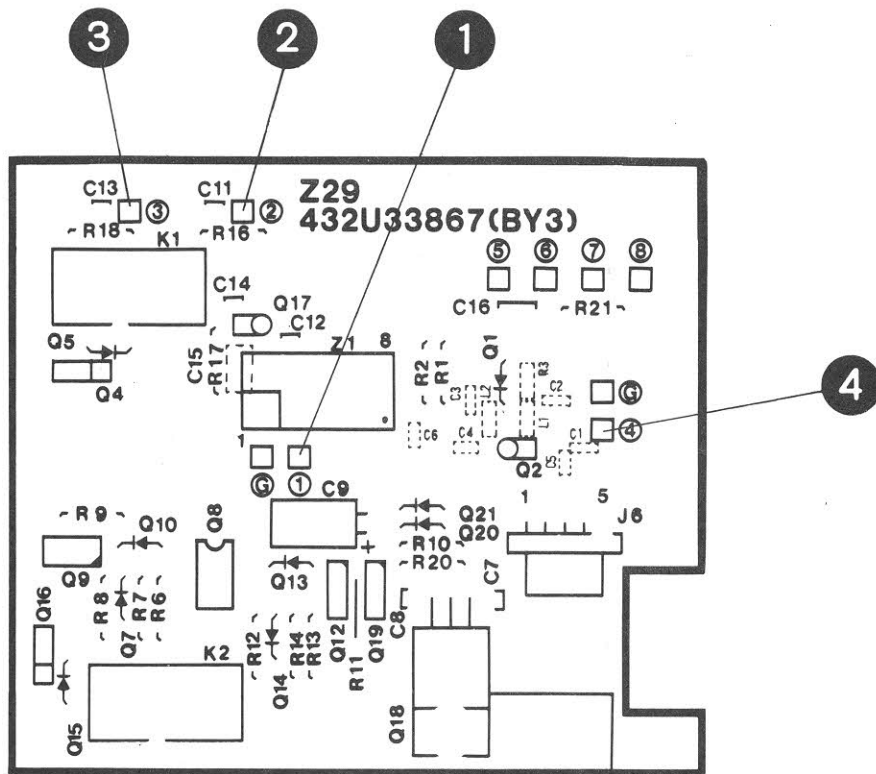 3 2 1
C13 C11 Z29
3 2 432U33867(BY3)
R18 K1 R16
5 6 7 8
C14 C16 R21
Q17
C12
Q5 Z1 8 Q1
C15 R17 R2 R1 R3
Q4 C3 L2 C2 G 4
L1 4
1 C6 C4 C1
Q2 C5
G 1
C9 1 5
R9 Q10 Q8 Q21 J6
Q20
+ R10
Q9 Q13 R20 C7
Q16 R8 R7 R6
C8
Q7 R12 R14 R13 Q12 R11 Q19
K2
Q14
Q15 Q18